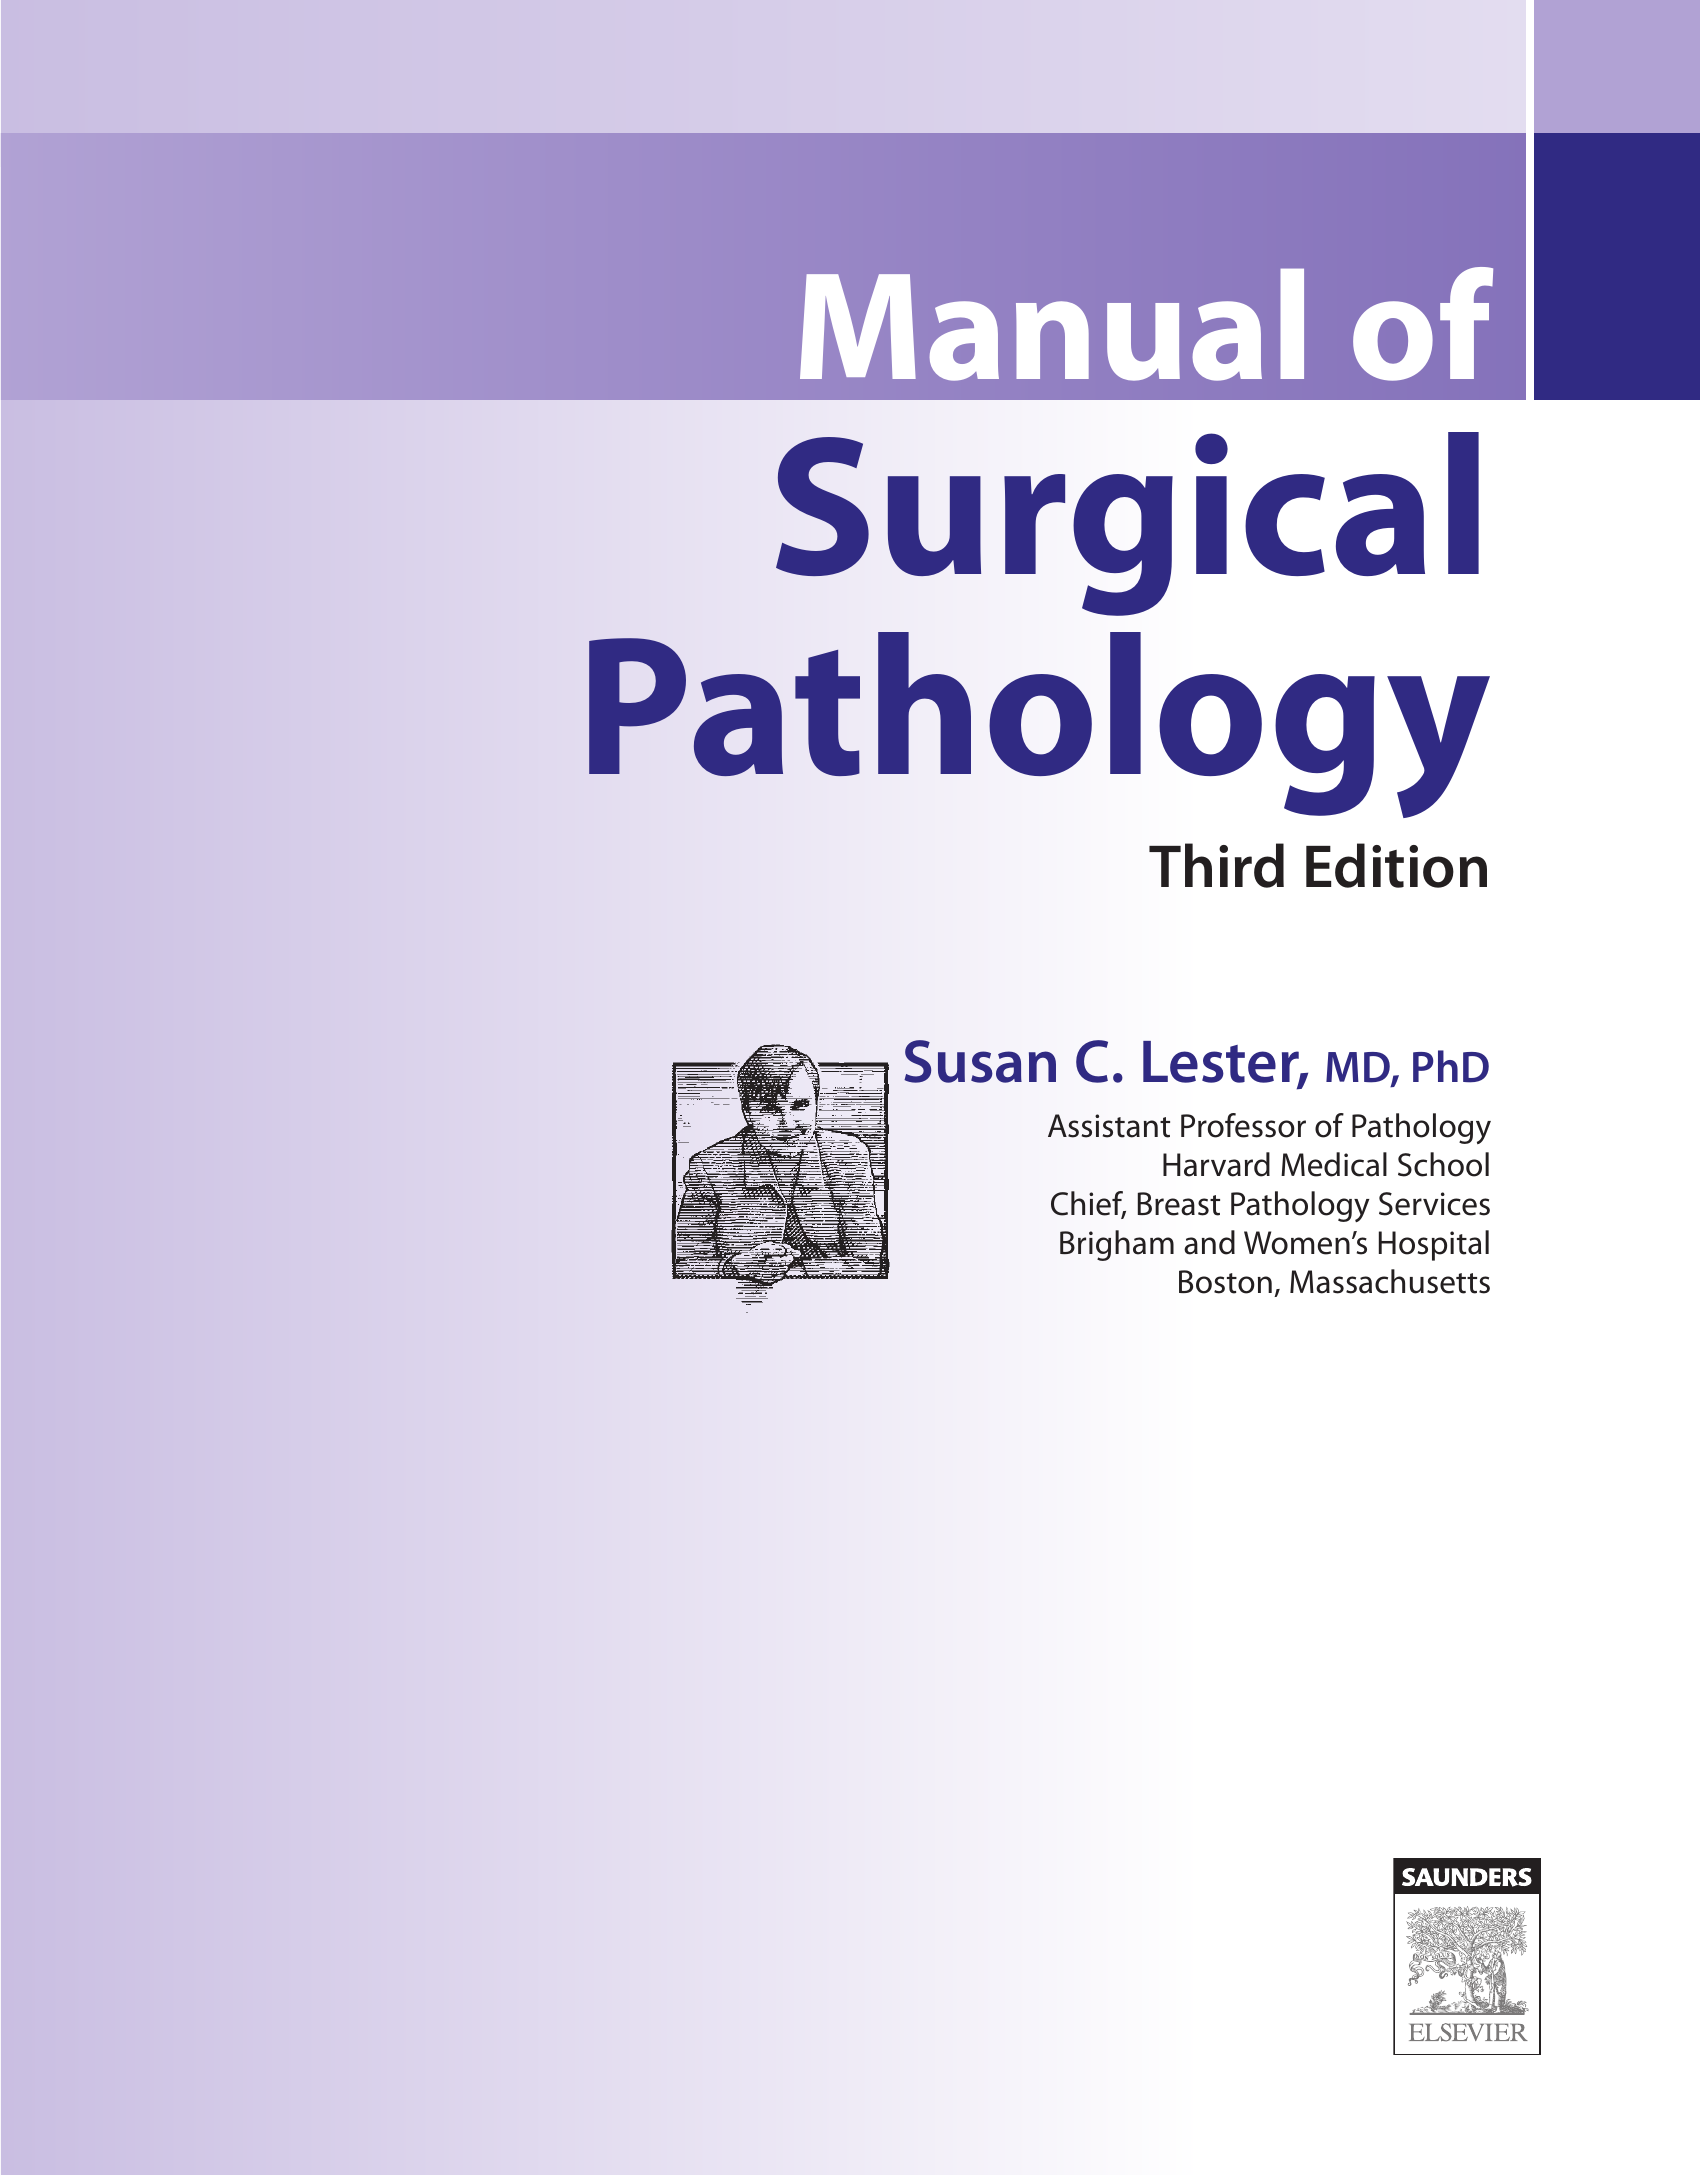 Manual of
Surgical
Pathology
Third Edition
Susan C. Lester, MD, PhD
Assistant Professor of Pathology
Harvard Medical School
Chief, Breast Pathology Services
Brigham and Women’s Hospital
Boston, Massachusetts
SAUNDERS
ELSEVIER